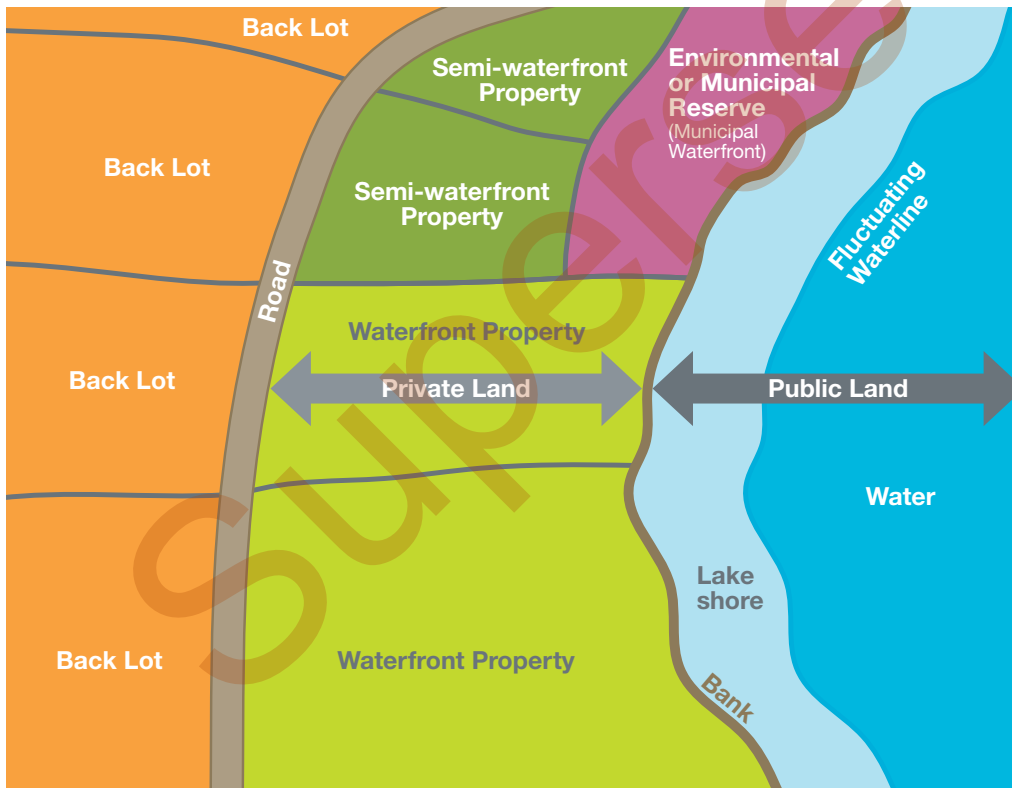 Back Lot
Semi-waterfront
Property
Environmental
or Municipal
Reserve
(Municipal
Waterfront)
Back Lot
Semi-waterfront
Property
Fluctuating
Waterline
Road
Waterfront Property
Back Lot
Private Land
Public Land
Water
Lake
shore
Back Lot
Waterfront Property
Bank